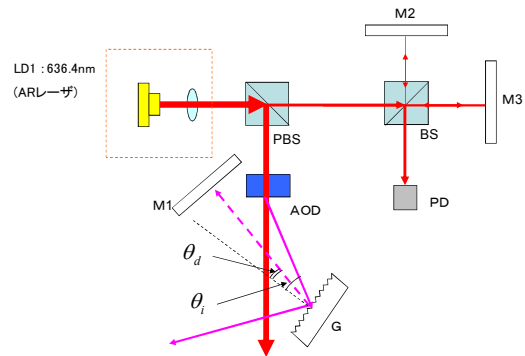 M2
LD1：636.4nm
(ARレーザ)
M3
PBS
BS
M1
AOD
PD
θd
θi
G